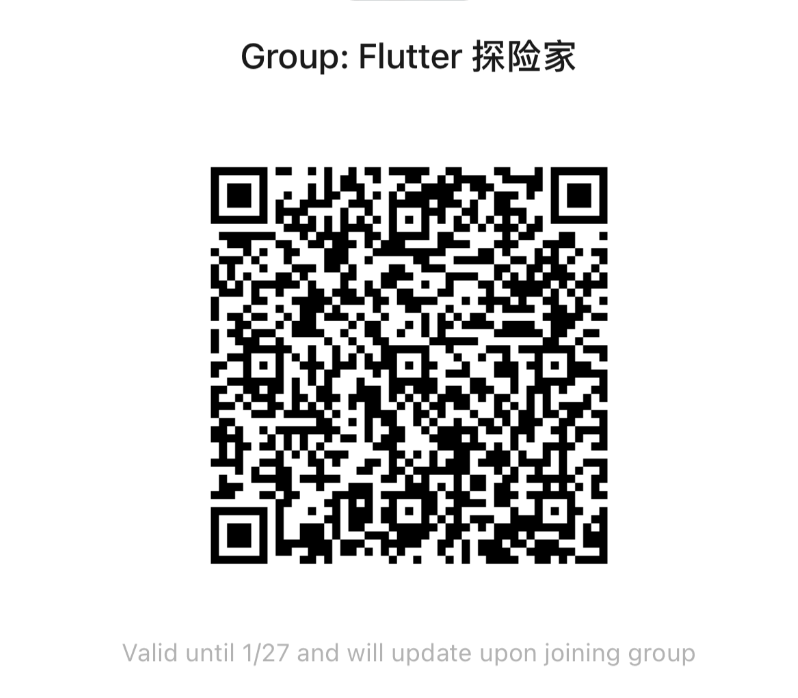 Group: Flutter 探险家
Valid until 1/27 and will update upon joining group